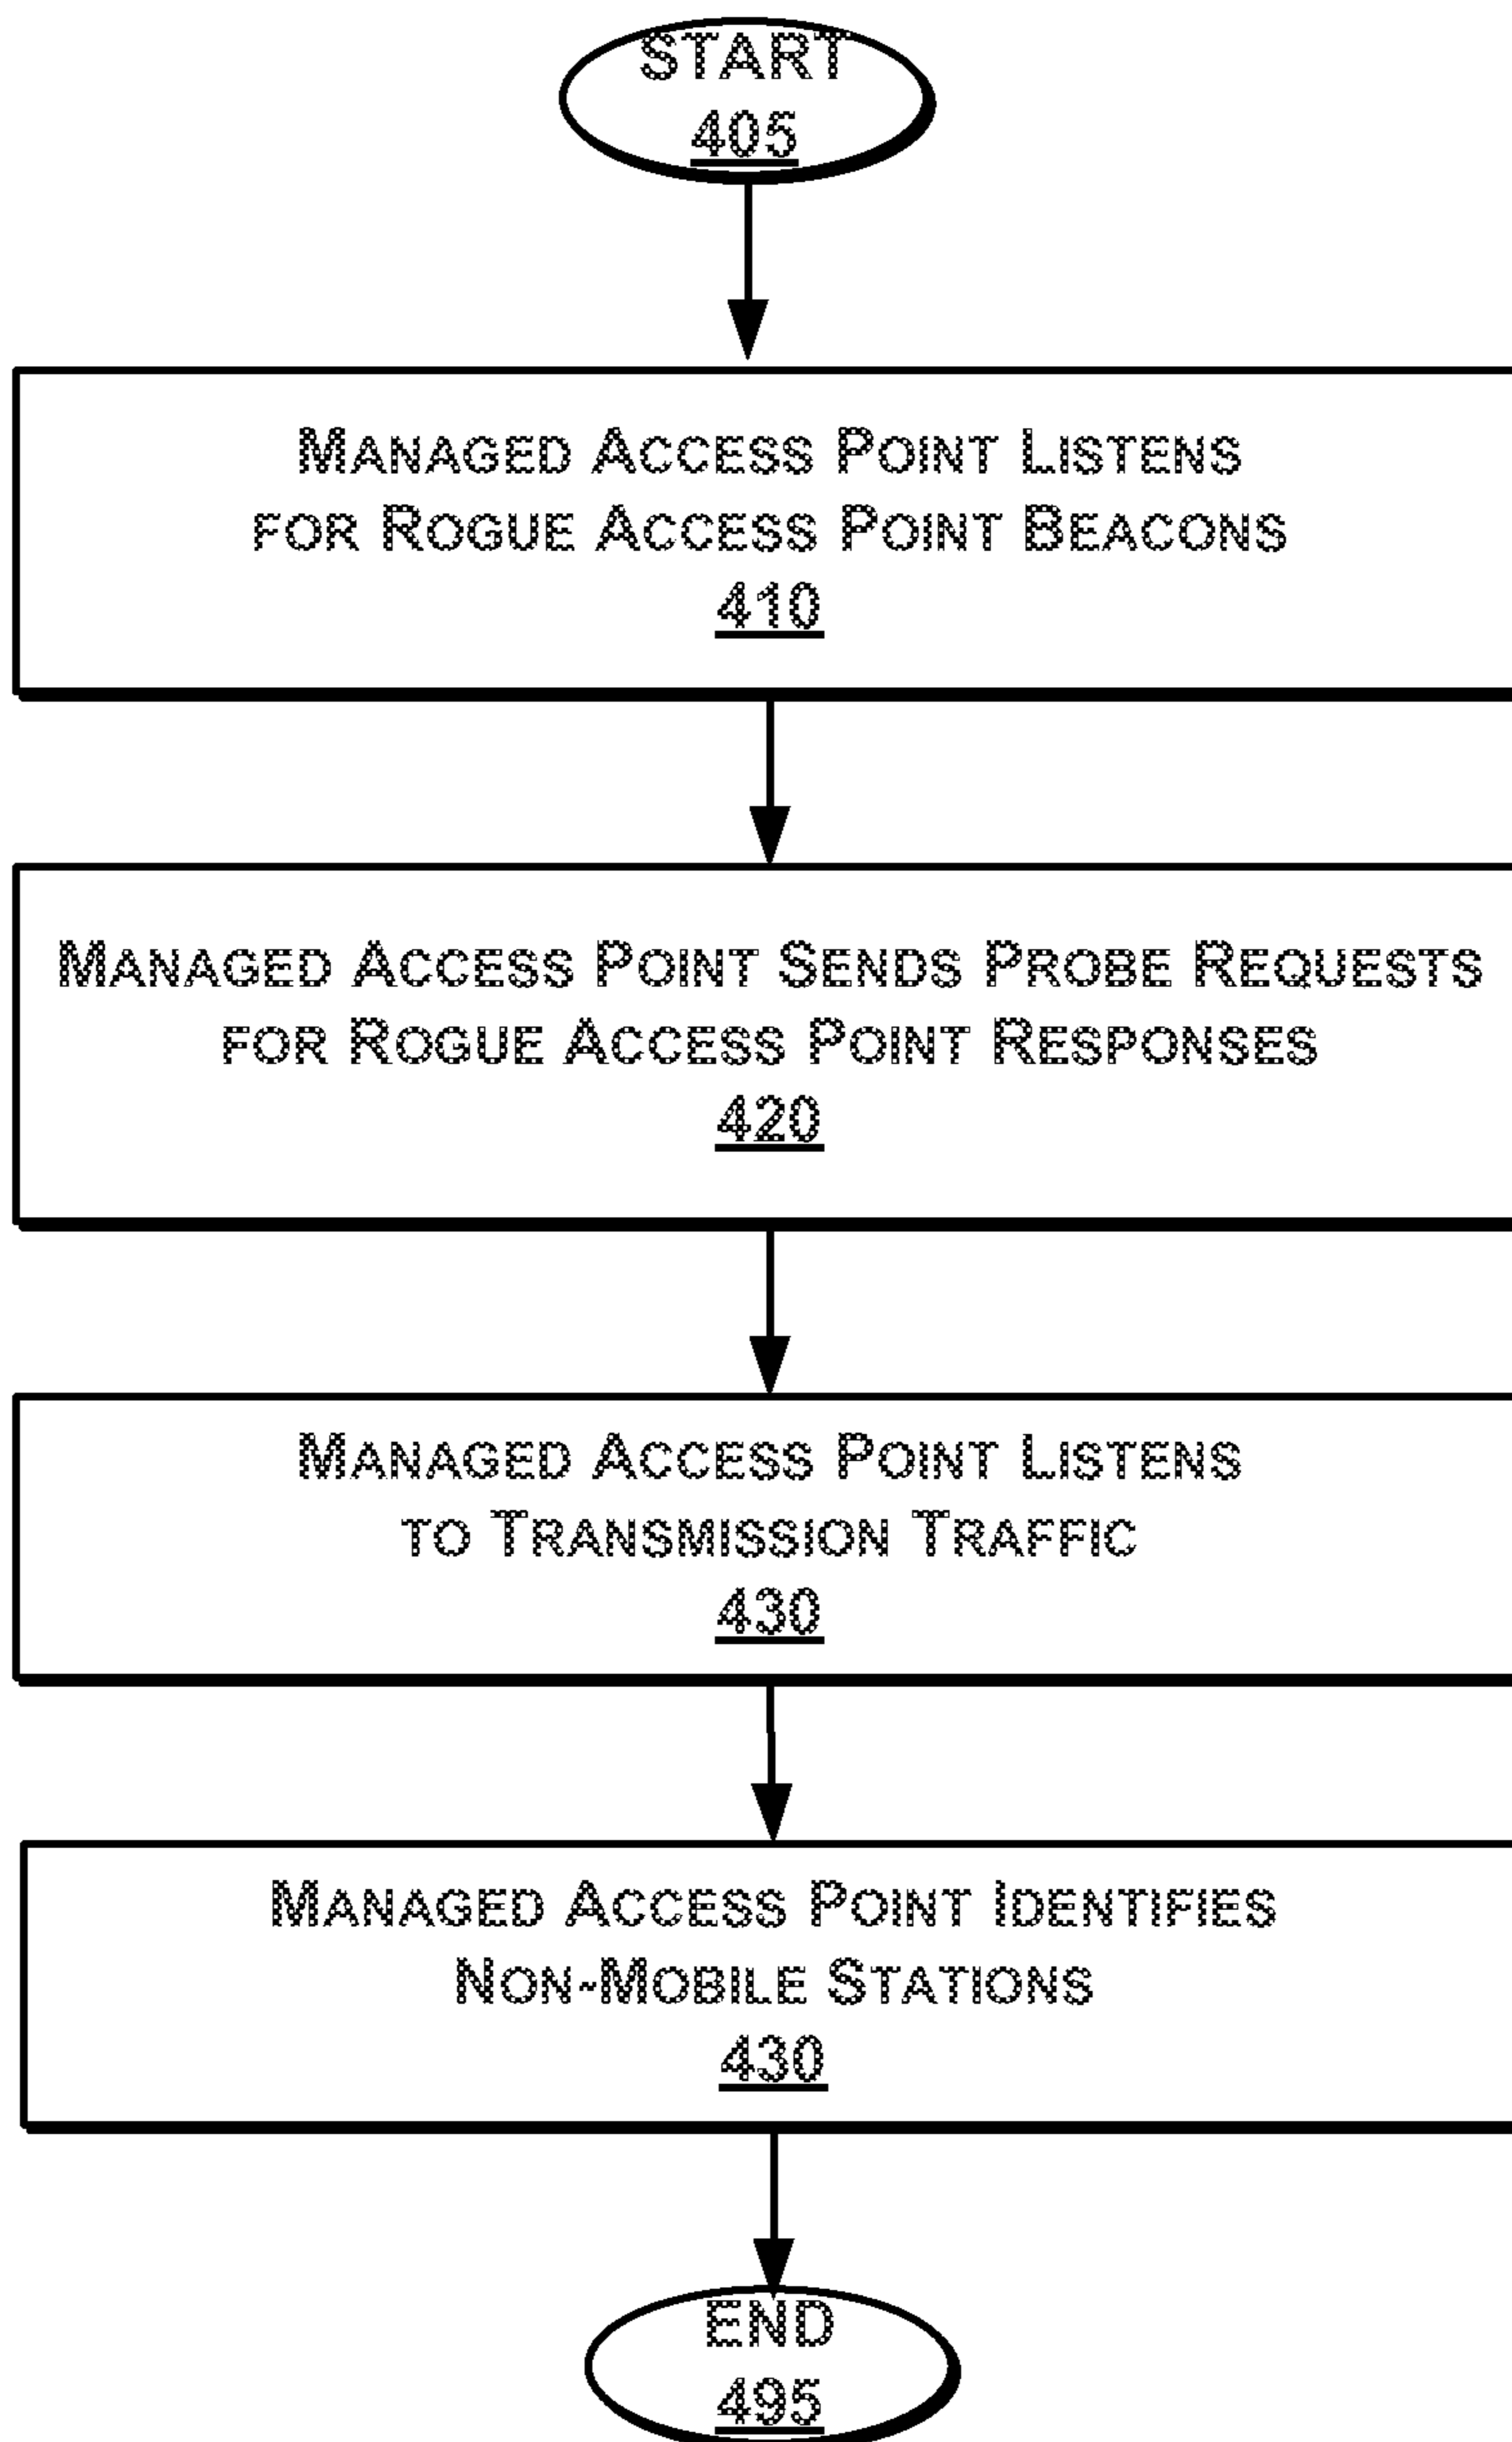 START
405
MANAGED ACCESS POINT LISTENS
FOR ROGUE ACCESS POINT BEACONS
410
MANAGED ACCESS POINT SENDS PROBE REQUESTS
FOR ROGUE ACCESS POINT RESPONSES
420
MANAGED ACCESS POINT LISTENS
TO TRANSMISSION TRAFFIC
430
MANAGED ACCESS POINT IDENTIFIES
NON-MOBILE STATIONS
430
END
495